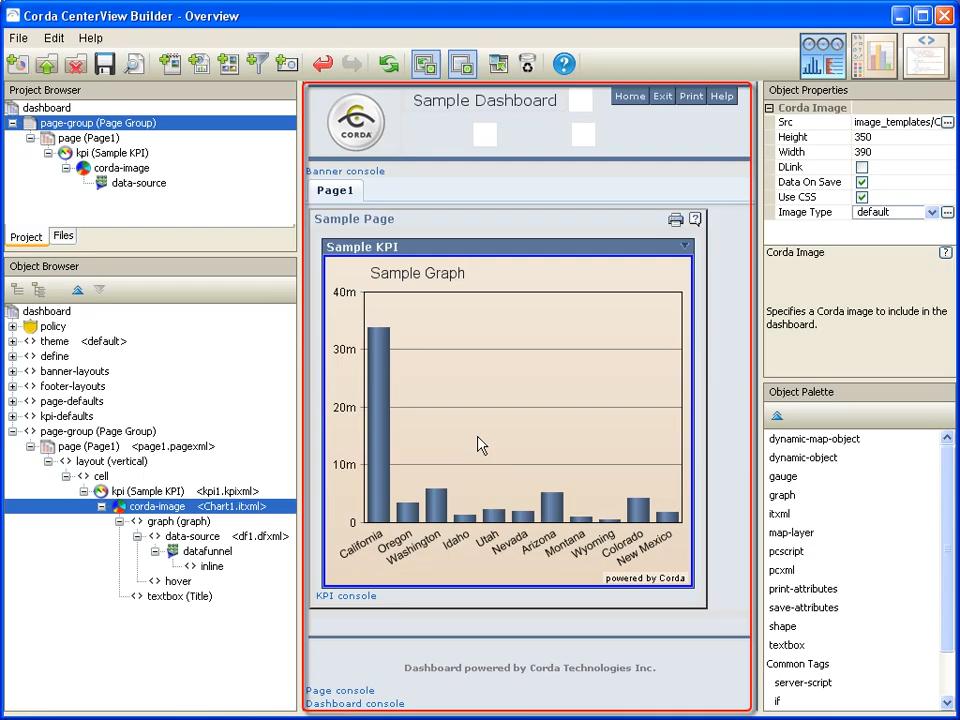 Corda CenterView Builder - Overview
File Edit Help
Project Browser
dashboard
page-group (Page Group)
page (Page1)
kpi (Sample KPI)
corda-image
data-source
Project Files
Object Browser
dashboard
policy
<> theme <default>
<> define
<> banner-layouts
<> footer-layouts
<> page-defaults
<> kpi-defaults
<> page-group (Page Group)
page (Page1) <page1.pagexml>
<> layout (vertical)
<> cell
kpi (Sample KPI) <kpi1.kpixml>
corda-image <Chart1.itxml>
<> graph (graph)
<> data-source <df1.dfxml>
datafunnel
<> inline
<> hover
<> textbox (Title)
CORDA
Sample Dashboard
Home Exit Print Help
Banner console
Page1
Sample Page
Sample KPI
Sample Graph
40m
30m
20m
10m
0
California
Oregon
Washington
Idaho
Utah
Nevada
Arizona
Montana
Wyoming
Colorado
New Mexico
powered by Corda
KPI console
Dashboard powered by Corda Technologies Inc.
Page console
Dashboard console
Object Properties
Corda Image
Src image_templates/C
Height 350
Width 390
DLink
Data On Save
Use CSS
Image Type default
Corda Image
Specifies a Corda image to include in the
dashboard.
Object Palette
dynamic-map-object
dynamic-object
gauge
graph
itxml
map-layer
pcscript
pcxml
print-attributes
save-attributes
shape
textbox
Common Tags
server-script
if